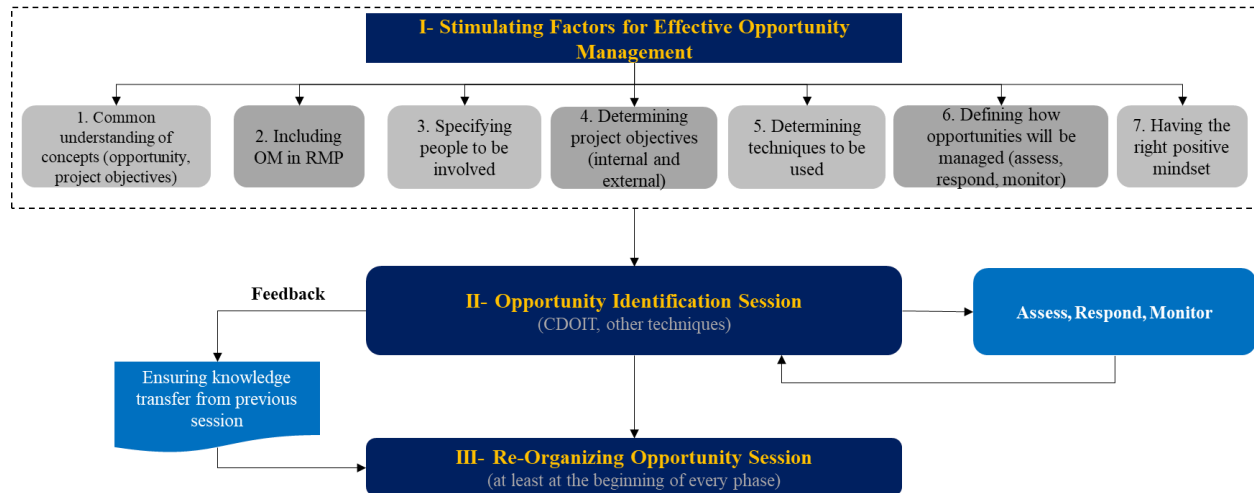 I- Stimulating Factors for Effective Opportunity
Management
1. Common
understanding of
concepts (opportunity,
project objectives)
2. Including
OM in RMP
3. Specifying
people to be
involved
4. Determining
project objectives
(internal and
external)
5. Determining
techniques to be
used
6. Defining how
opportunities will be
managed (assess,
respond, monitor)
7. Having the
right positive
mindset
Feedback
II- Opportunity Identification Session
(CDOIT, other techniques)
Assess, Respond, Monitor
Ensuring knowledge
transfer from previous
session
III- Re-Organizing Opportunity Session
(at least at the beginning of every phase)